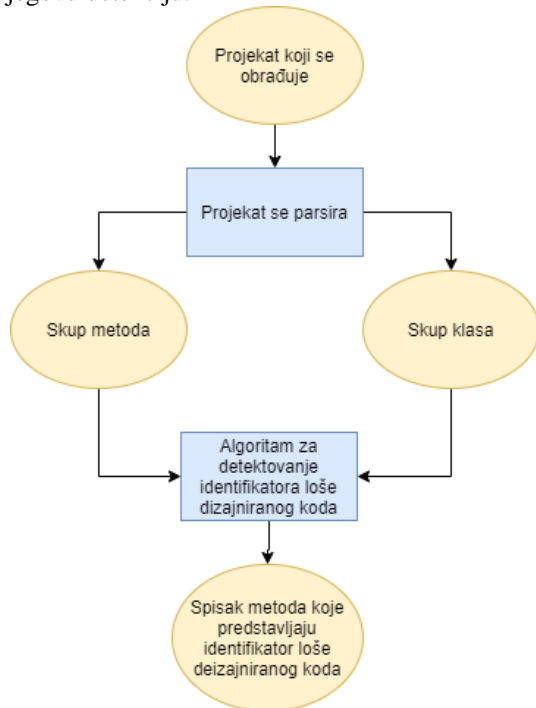 Projekat koji se
obrađuje
Projekat se parsira
Skup metoda
Skup klasa
Algoritam za
detektovanje
identifikatora loše
dizajniranog koda
Spisak metoda koje
predstavljaju
identifikator loše
deizajniranog koda